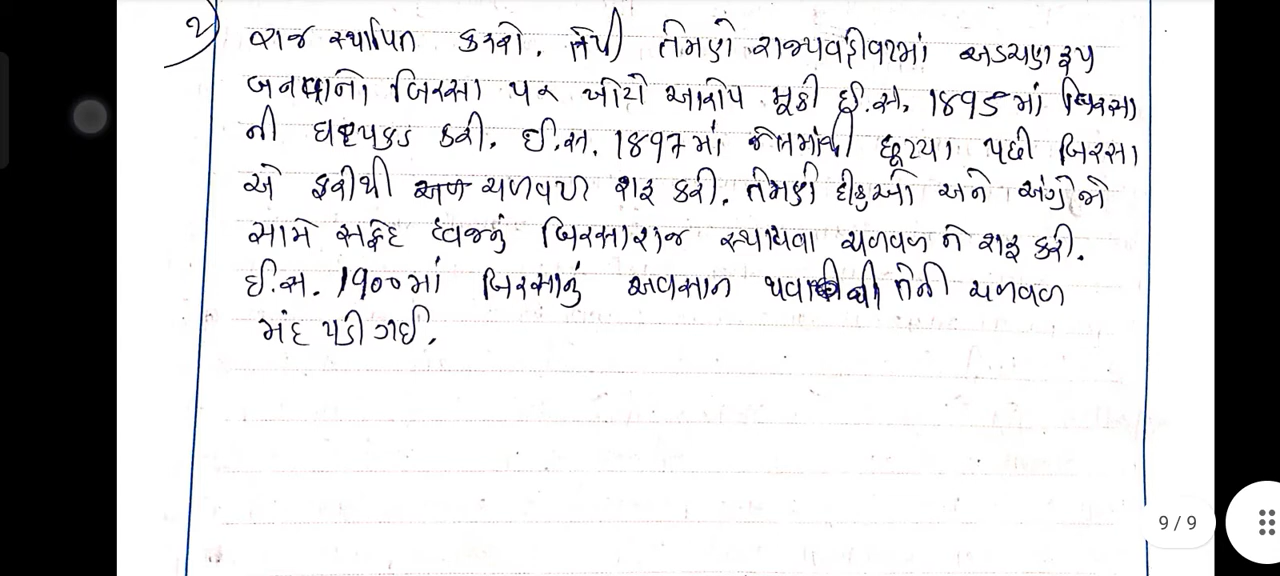 2)
રાજ સ્થાપિત કરશે. તેથી તેમણે રાજ્યવહીવટમાં અડચણરૂપ
બનવાનો બિરસા પર ખોટો આરોપ મૂકી ઈ.સ. 1895માં બિરસા
ની ધરપકડ કરી. ઈ.સ. 1897માં જેલમાંથી છૂટ્યા પછી બિરસા
એ ફરીથી ચળવળ શરૂ કરી. તેમણે દીકુઓ અને અંગ્રેજો
સામે સફેદ ધ્વજનું બિરસારાજ સ્થાપવા ચળવળ ને શરૂ કરી.
ઈ.સ. 1900માં બિરસાનું અવસાન થવાથી તેની ચળવળ
મંદ પડી ગઈ.
9 / 9